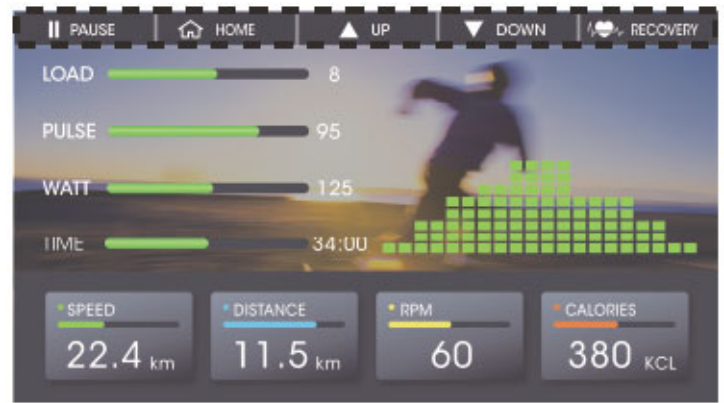 PAUSE HOME UP DOWN RECOVERY
LOAD 8
PULSE 95
WATT 125
TIME 34:00
SPEED DISTANCE RPM CALORIES
22.4 km 11.5 km 60 380 KCL